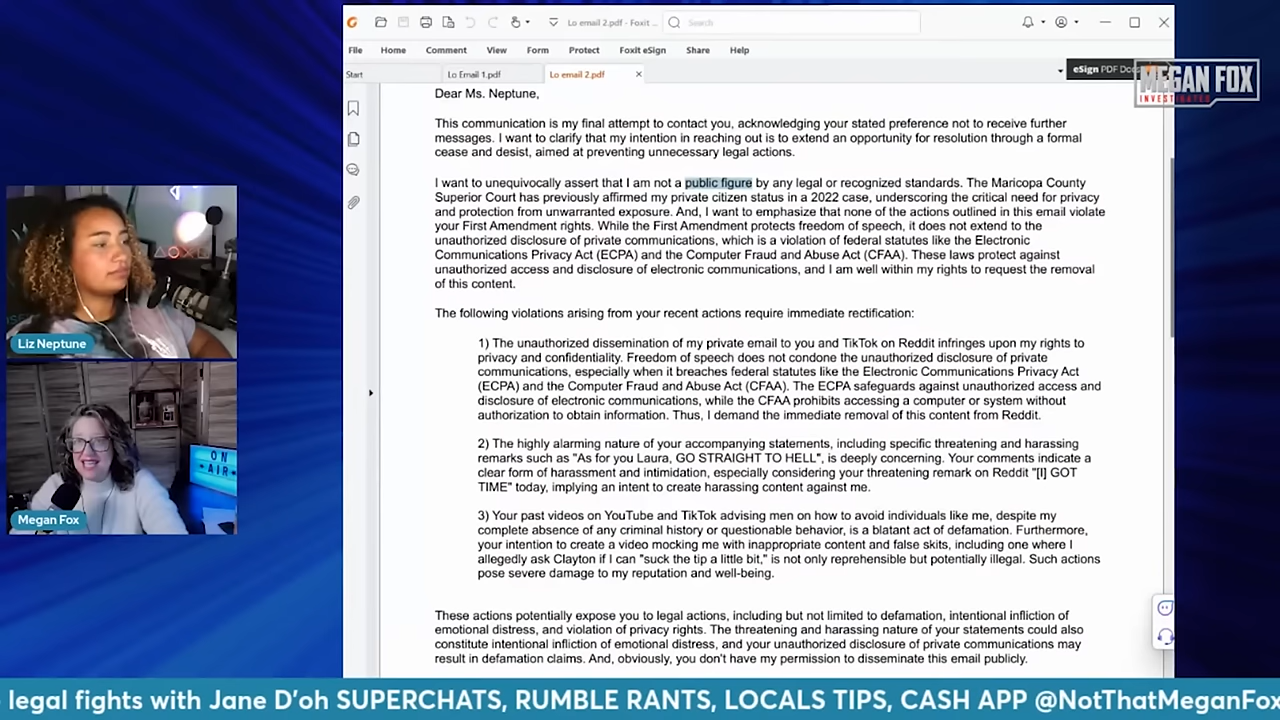 Lo email 2.pdf - Foxit ...
Search
File Home Comment View Form Protect Foxit eSign Share Help
Start Lo Email 1.pdf Lo email 2.pdf
eSign PDF Docs
MEGAN FOX
INVESTIGATES
Dear Ms. Neptune,
This communication is my final attempt to contact you, acknowledging your stated preference not to receive further
messages. I want to clarify that my intention in reaching out is to extend an opportunity for resolution through a formal
cease and desist, aimed at preventing unnecessary legal actions.
I want to unequivocally assert that I am not a public figure by any legal or recognized standards. The Maricopa County
Superior Court has previously affirmed my private citizen status in a 2022 case, underscoring the critical need for privacy
and protection from unwarranted exposure. And, I want to emphasize that none of the actions outlined in this email violate
your First Amendment rights. While the First Amendment protects freedom of speech, it does not extend to the
unauthorized disclosure of private communications, which is a violation of federal statutes like the Electronic
Communications Privacy Act (ECPA) and the Computer Fraud and Abuse Act (CFAA). These laws protect against
unauthorized access and disclosure of electronic communications, and I am well within my rights to request the removal
of this content.
The following violations arising from your recent actions require immediate rectification:
1) The unauthorized dissemination of my private email to you and TikTok on Reddit infringes upon my rights to
privacy and confidentiality. Freedom of speech does not condone the unauthorized disclosure of private
communications, especially when it breaches federal statutes like the Electronic Communications Privacy Act
(ECPA) and the Computer Fraud and Abuse Act (CFAA). The ECPA safeguards against unauthorized access and
disclosure of electronic communications, while the CFAA prohibits accessing a computer or system without
authorization to obtain information. Thus, I demand the immediate removal of this content from Reddit.
2) The highly alarming nature of your accompanying statements, including specific threatening and harassing
remarks such as "As for you Laura, GO STRAIGHT TO HELL", is deeply concerning. Your comments indicate a
clear form of harassment and intimidation, especially considering your threatening remark on Reddit "[I] GOT
TIME" today, implying an intent to create harassing content against me.
3) Your past videos on YouTube and TikTok advising men on how to avoid individuals like me, despite my
complete absence of any criminal history or questionable behavior, is a blatant act of defamation. Furthermore,
your intention to create a video mocking me with inappropriate content and false skits, including one where I
allegedly ask Clayton if I can "suck the tip a little bit," is not only reprehensible but potentially illegal. Such actions
pose severe damage to my reputation and well-being.
These actions potentially expose you to legal actions, including but not limited to defamation, intentional infliction of
emotional distress, and violation of privacy rights. The threatening and harassing nature of your statements could also
constitute intentional infliction of emotional distress, and your unauthorized disclosure of private communications may
result in defamation claims. And, obviously, you don't have my permission to disseminate this email publicly.
Liz Neptune
ON
AIR
Megan Fox
legal fights with Jane D'oh SUPERCHATS, RUMBLE RANTS, LOCALS TIPS, CASH APP @NotThatMeganFox